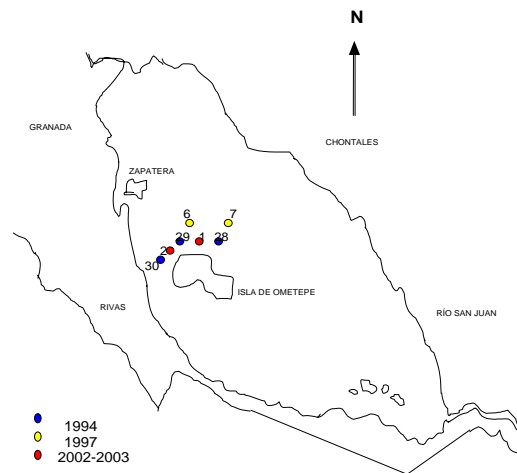 N
GRANADA
CHONTALES
ZAPATERA
6 7
29 1 28
2
30
ISLA DE OMETEPE
RIVAS
RÍO SAN JUAN
1994
1997
2002-2003